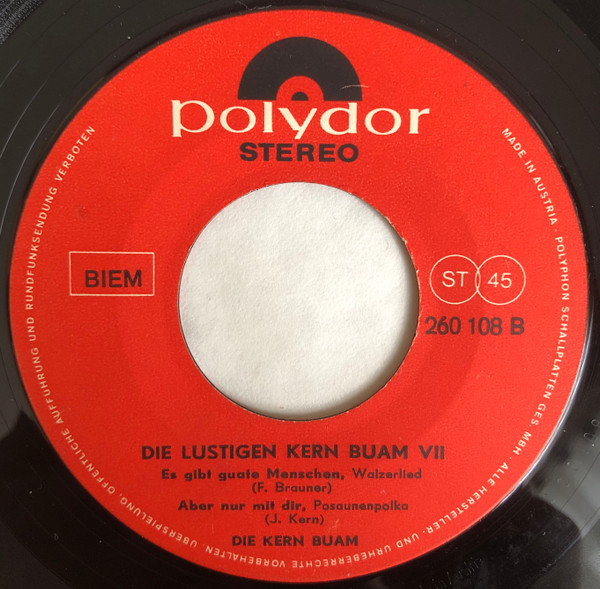 polydor
STEREO
BIEM
ST 45
260 108 B
DIE LUSTIGEN KERN BUAM VII
Es gibt guate Menschen, Walzerlied
(F. Brauner)
Aber nur mit dir, Posaunenpolka
(J. Kern)
DIE KERN BUAM
MADE IN AUSTRIA · POLYPHON SCHALLPLATTEN GES. MBH. ALLE HERSTELLER- UND URHEBERRECHTE VORBEHALTEN · ÜBERSPIELUNG, ÖFFENTLICHE AUFFÜHRUNG UND RUNDFUNKSENDUNG VERBOTEN